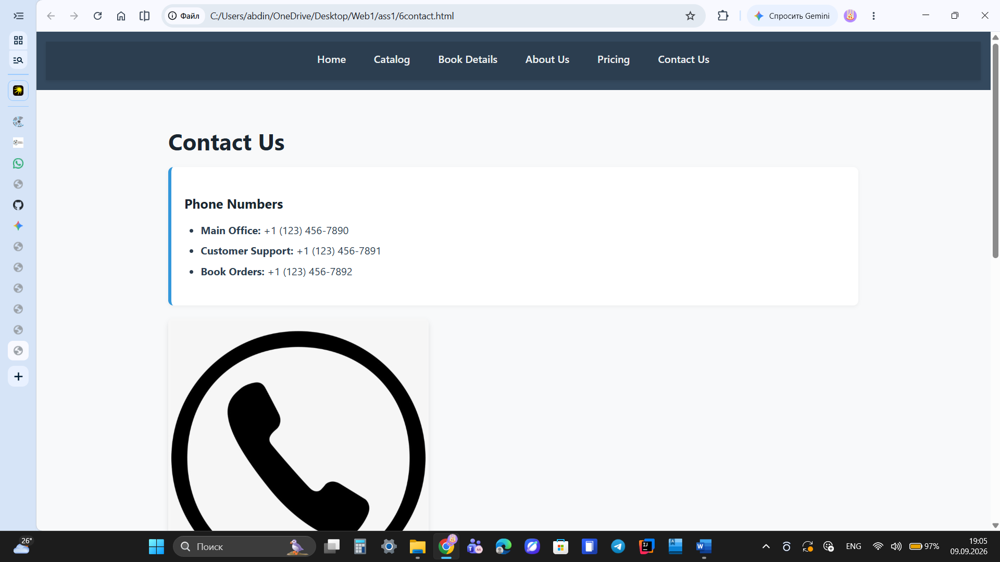 Файл
C:/Users/abdin/OneDrive/Desktop/Web1/ass1/6contact.html
Спросить Gemini
Home Catalog Book Details About Us Pricing Contact Us
Contact Us
Phone Numbers
• Main Office: +1 (123) 456-7890
• Customer Support: +1 (123) 456-7891
• Book Orders: +1 (123) 456-7892
26°
Поиск
ENG
97%
19:05
09.09.2026